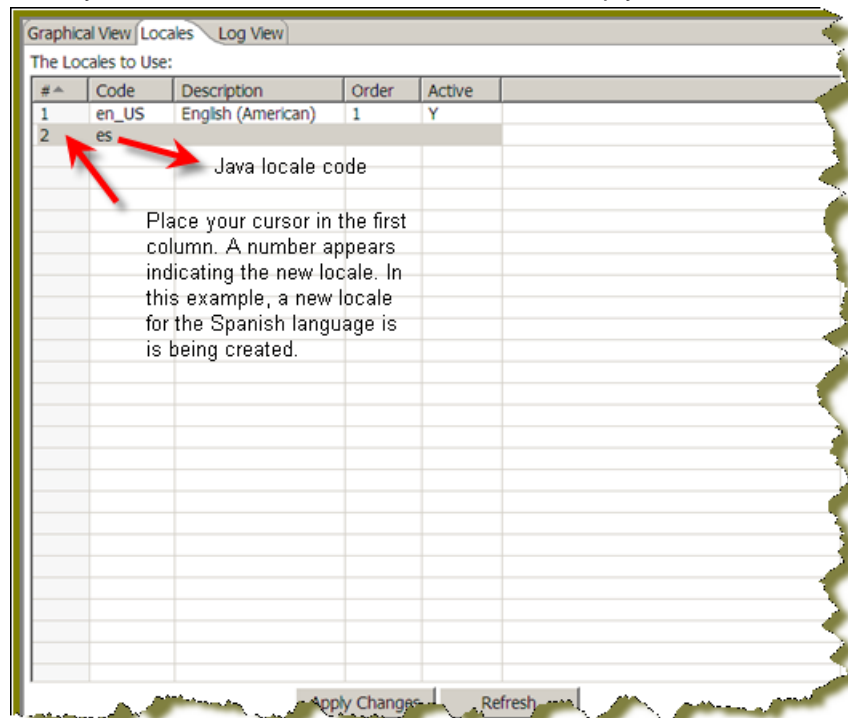 Graphical View Locales Log View
The Locales to Use:
# Code Description Order Active
1 en_US English (American) 1 Y
2 es
Java locale code
Place your cursor in the first
column. A number appears
indicating the new locale. In
this example, a new locale
for the Spanish language is
is being created.
Apply Changes Refresh